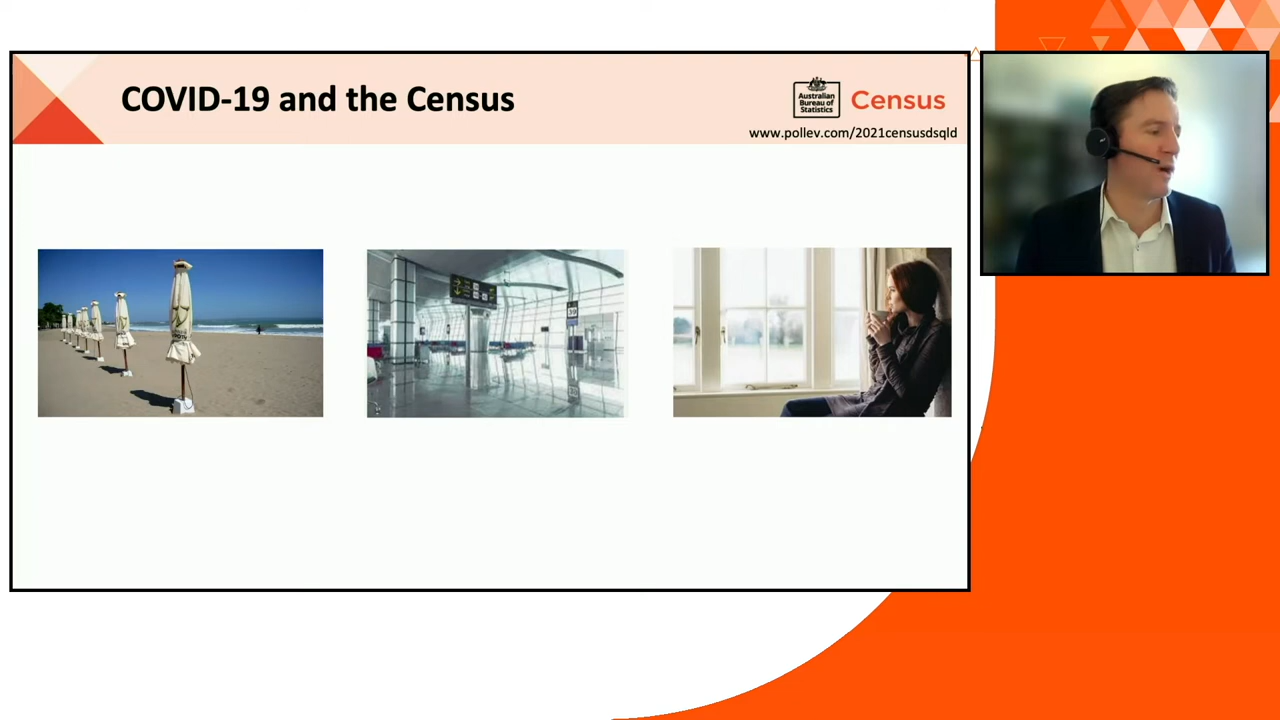 COVID-19 and the Census
Australian
Bureau of
Statistics
Census
www.pollev.com/2021censusdsqld